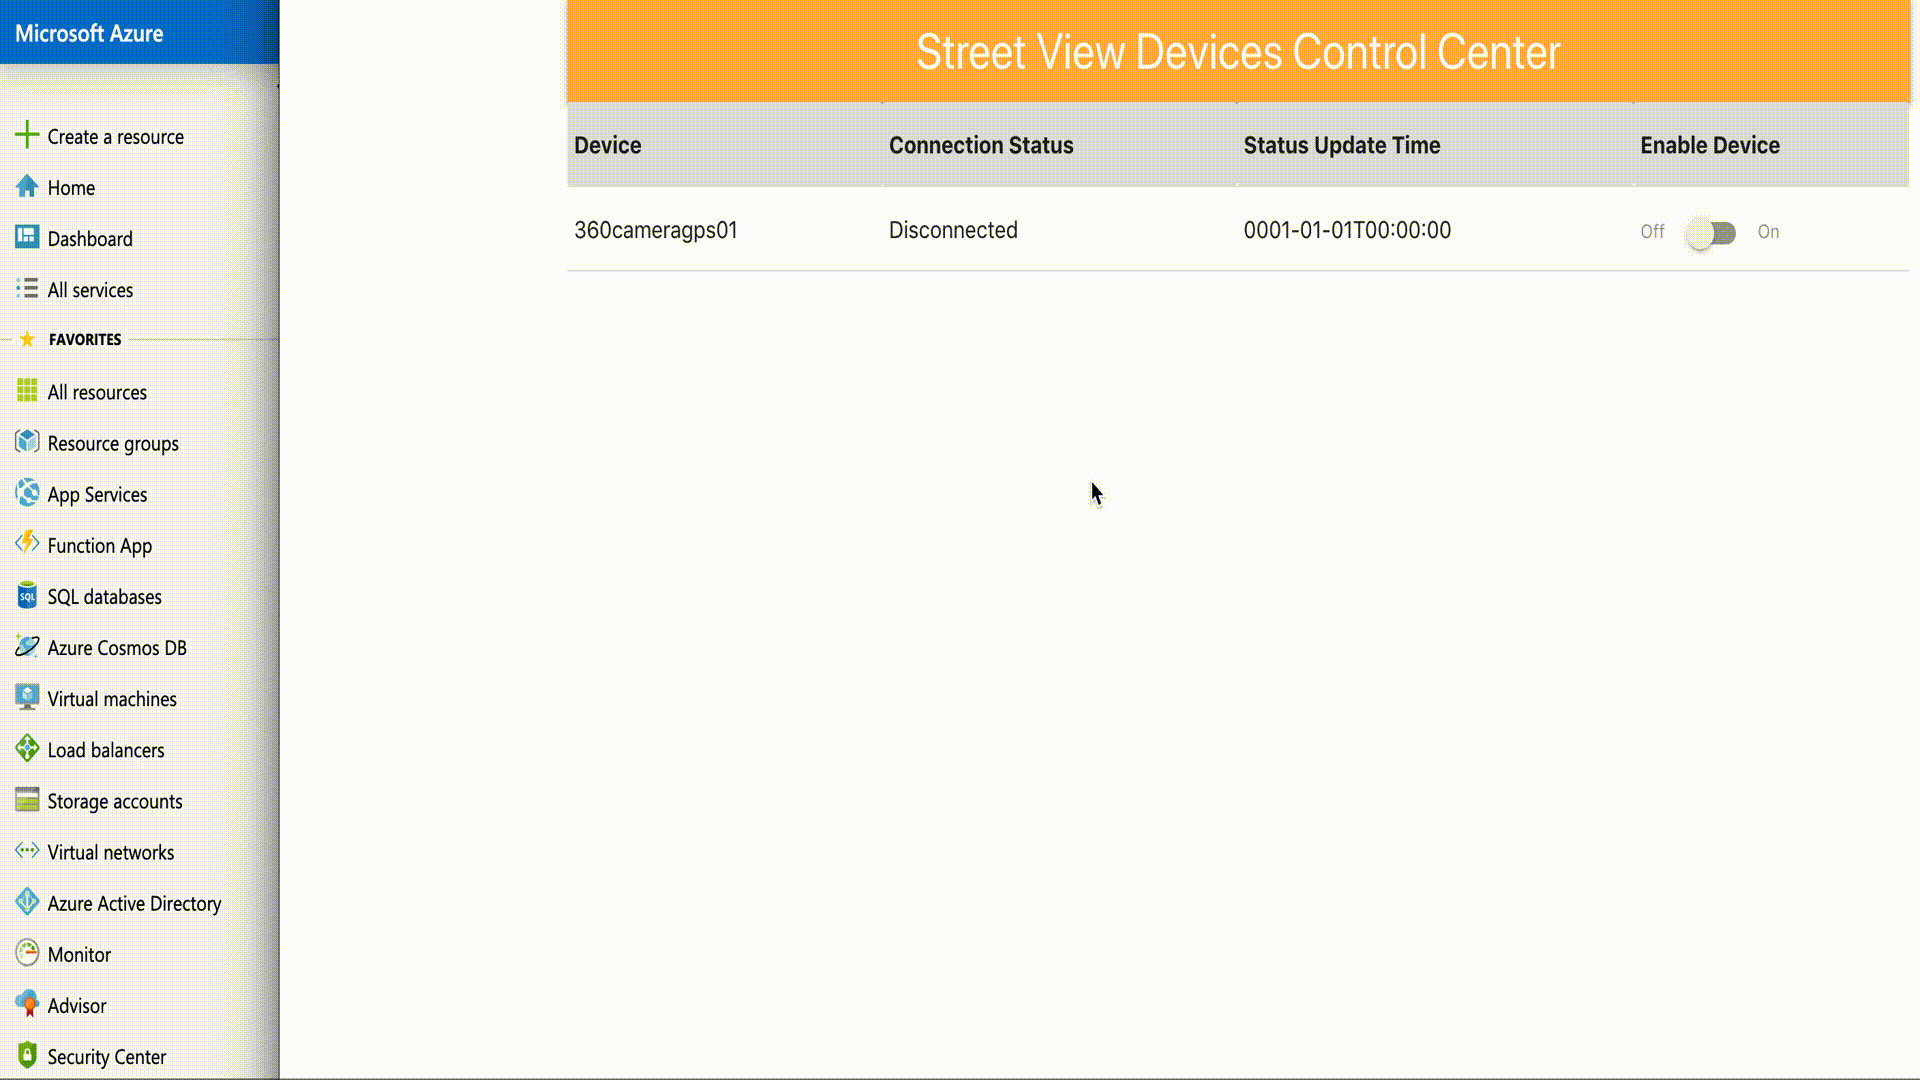 Microsoft Azure
Create a resource
Home
Dashboard
All services
FAVORITES
All resources
Resource groups
App Services
Function App
SQL databases
Azure Cosmos DB
Virtual machines
Load balancers
Storage accounts
Virtual networks
Azure Active Directory
Monitor
Advisor
Security Center
Street View Devices Control Center
Device Connection Status Status Update Time Enable Device
360cameragps01 Disconnected 0001-01-01T00:00:00 Off On